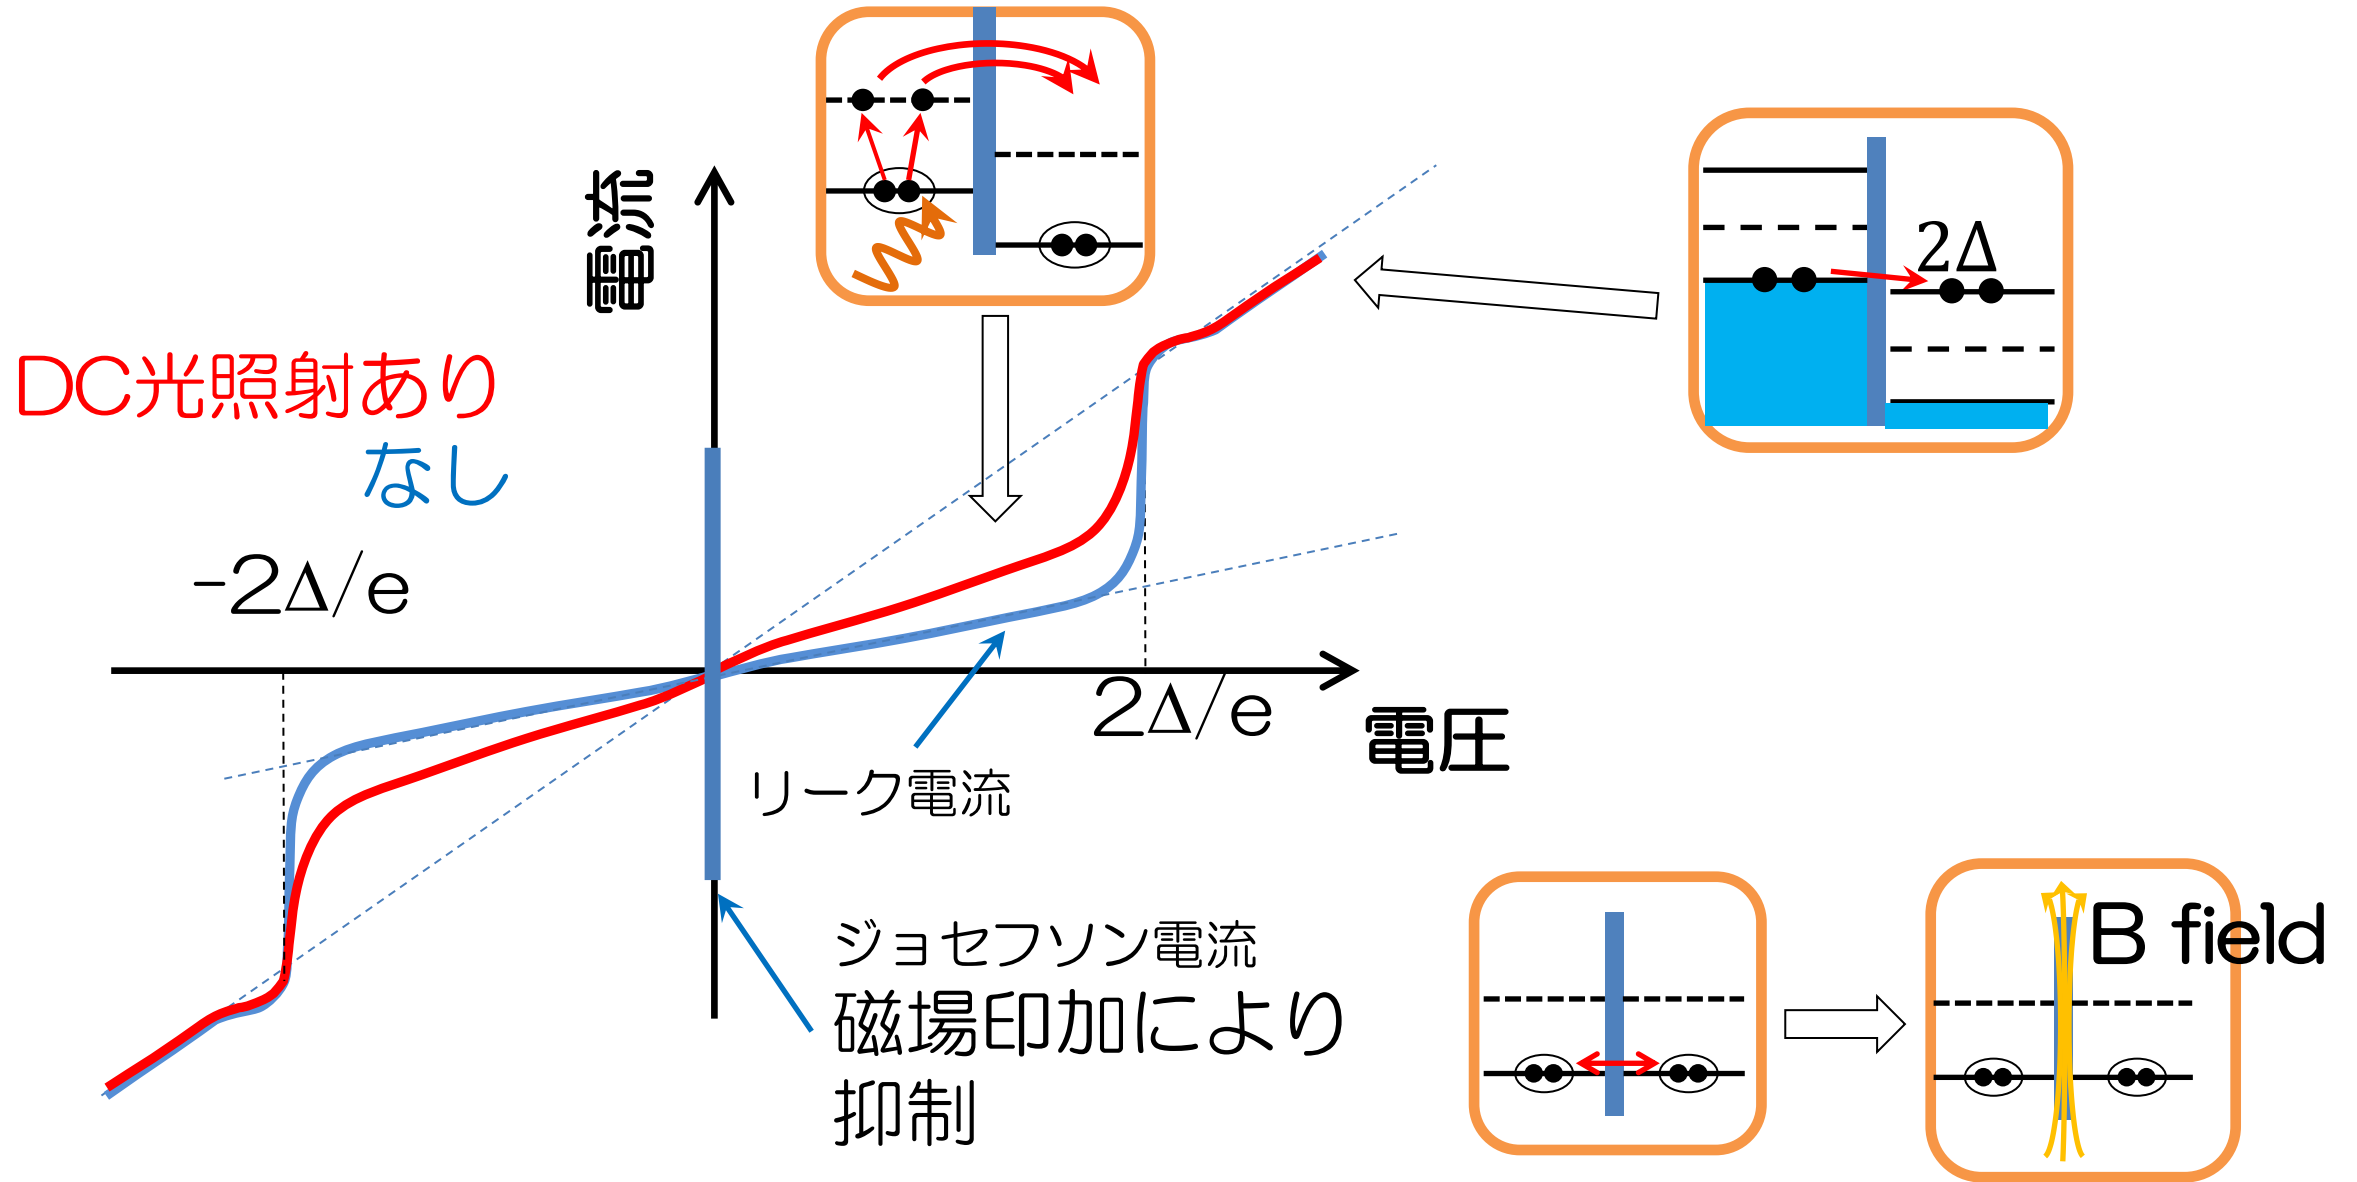 電流
2Δ
DC光照射あり
なし
-2Δ/e
2Δ/e
電圧
リーク電流
ジョセフソン電流
磁場印加により
抑制
B field